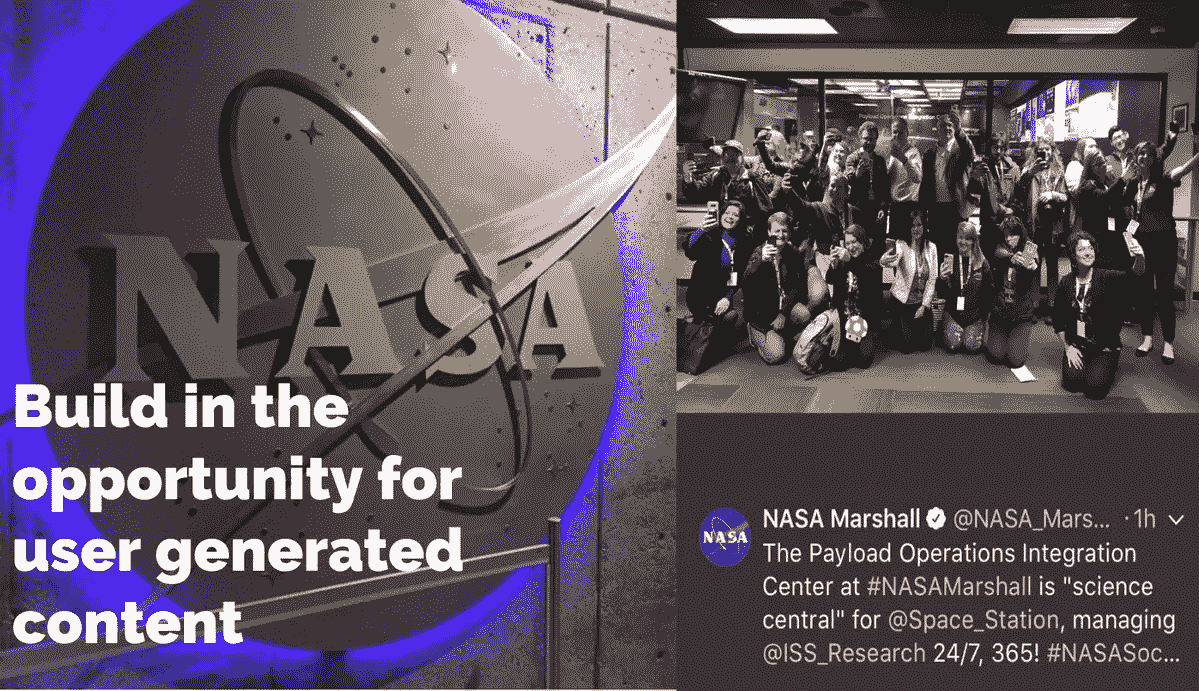 NASA
Build in the
opportunity for
user generated
content
NASA
NASA Marshall @NASA_Mars... · 1h
The Payload Operations Integration
Center at #NASAMarshall is "science
central" for @Space_Station, managing
@ISS_Research 24/7, 365! #NASASoc...